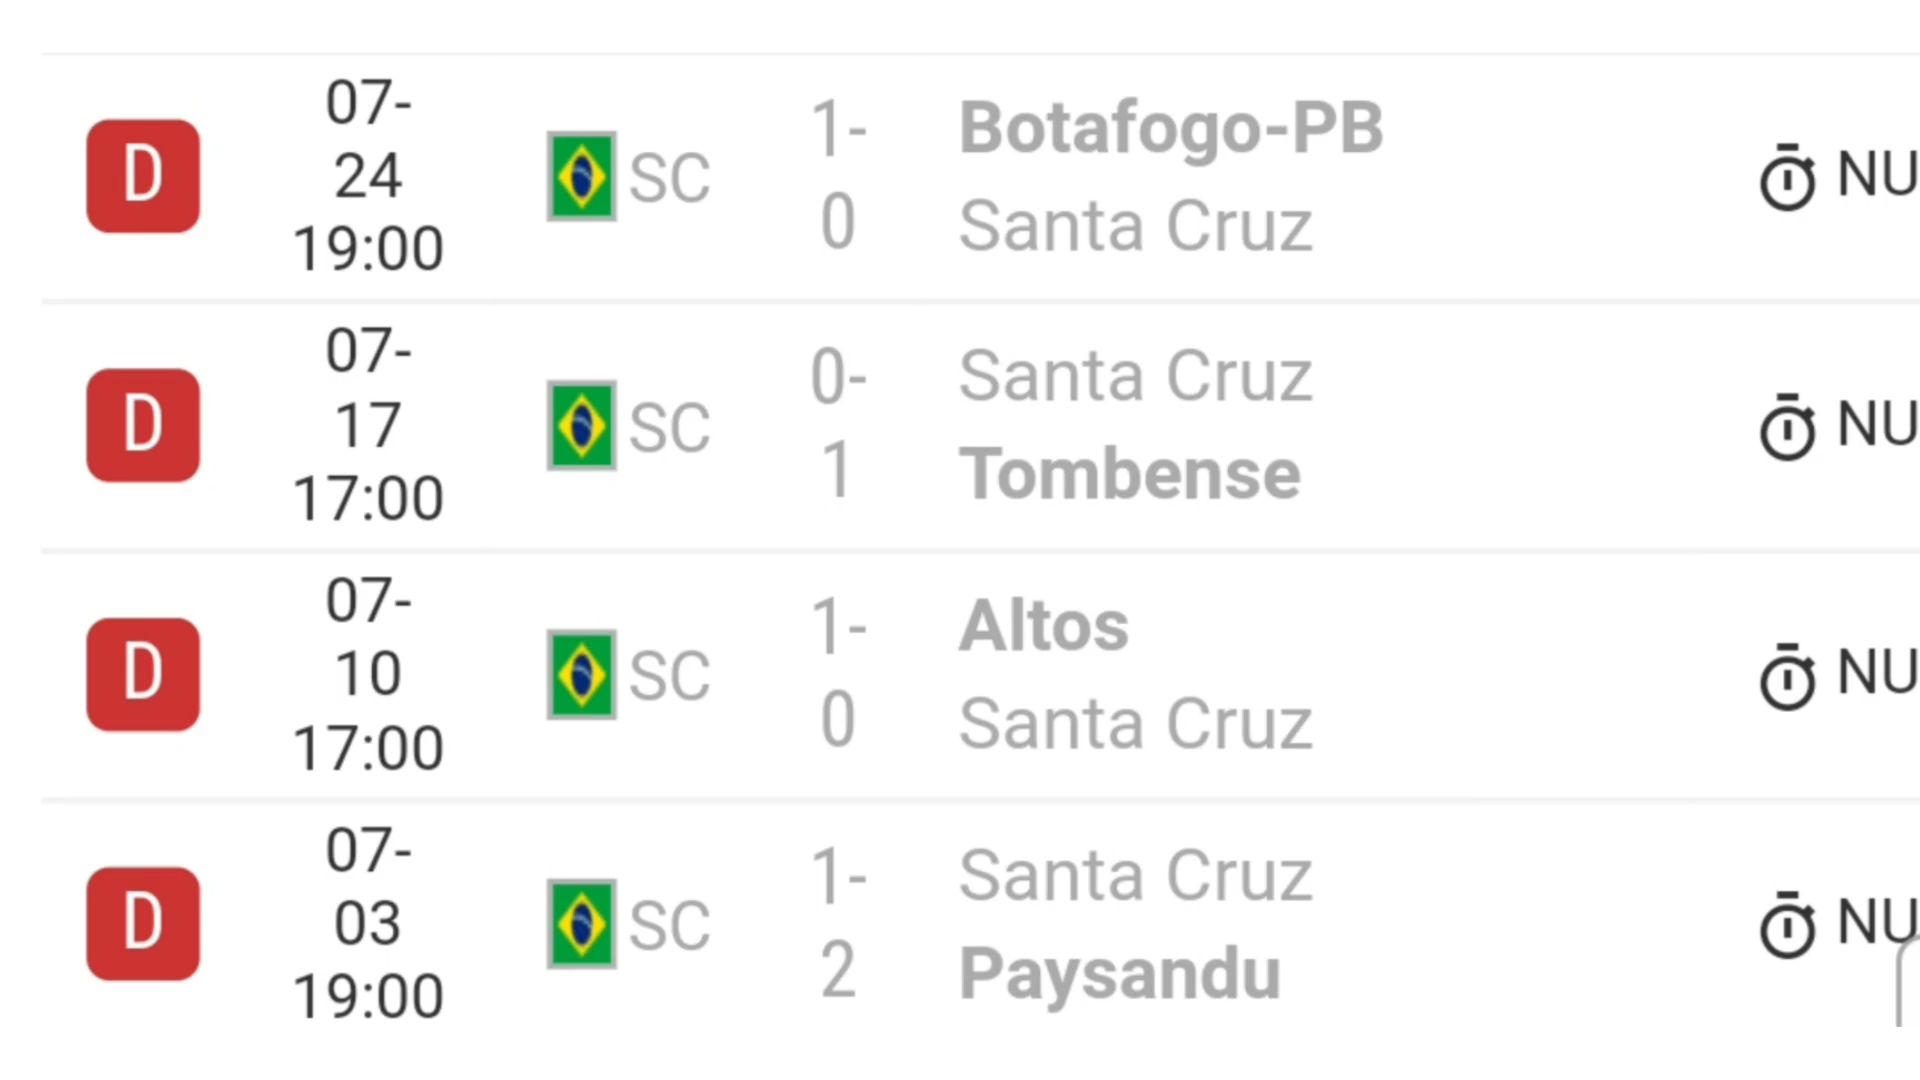 07-
D 24 SC 1- Botafogo-PB NU
0 Santa Cruz
19:00
07-
D 17 SC 0- Santa Cruz NU
1 Tombense
17:00
07-
D 10 SC 1- Altos NU
0 Santa Cruz
17:00
07-
D 03 SC 1- Santa Cruz NU
2 Paysandu
19:00